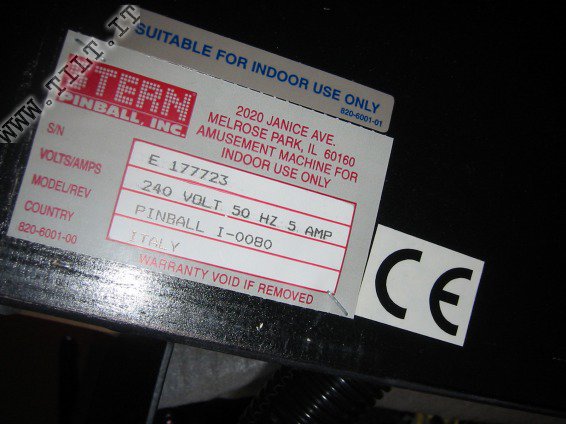 WWW.TILT.IT
SUITABLE FOR INDOOR USE ONLY
820-6001-01
STERN
PINBALL, INC
2020 JANICE AVE.
MELROSE PARK, IL 60160
AMUSEMENT MACHINE FOR
INDOOR USE ONLY
S/N E 177723
VOLTS/AMPS 240 VOLT 50 HZ 5 AMP
MODEL/REV PINBALL I-0080
COUNTRY ITALY
820-6001-00
WARRANTY VOID IF REMOVED
CE